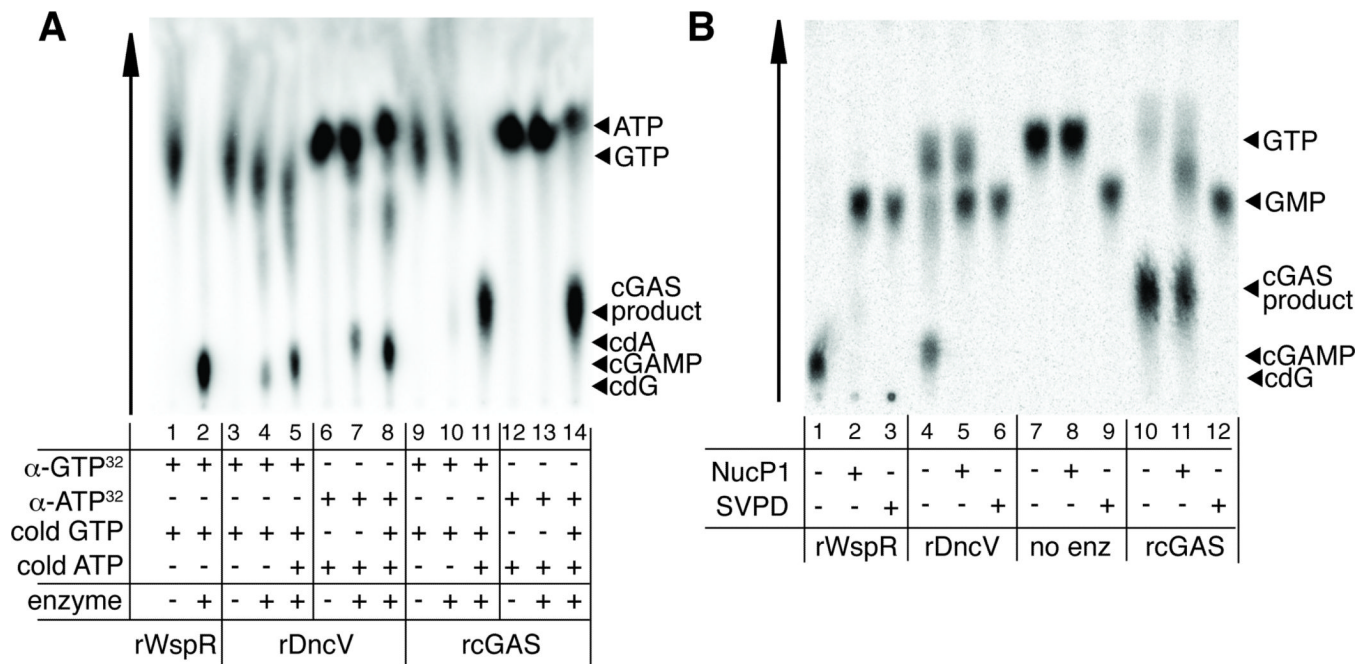 A
ATP
GTP
cGAS
product
cdA
cGAMP
cdG
1 2 3 4 5 6 7 8 9 10 11 12 13 14
α-GTP³² + + + + + - - - + + + - - -
α-ATP³² - - - - - + + + - - - + + +
cold GTP + + + + + - - + + + + - - +
cold ATP - - - - + + + + - - + + + +
enzyme - + - + + - + + - + + - + +
rWspR rDncV rcGAS
B
GTP
GMP
cGAS
product
cGAMP
cdG
1 2 3 4 5 6 7 8 9 10 11 12
NucP1 - + - - + - - + - - + -
SVPD - - + - - + - - + - - +
rWspR rDncV no enz rcGAS